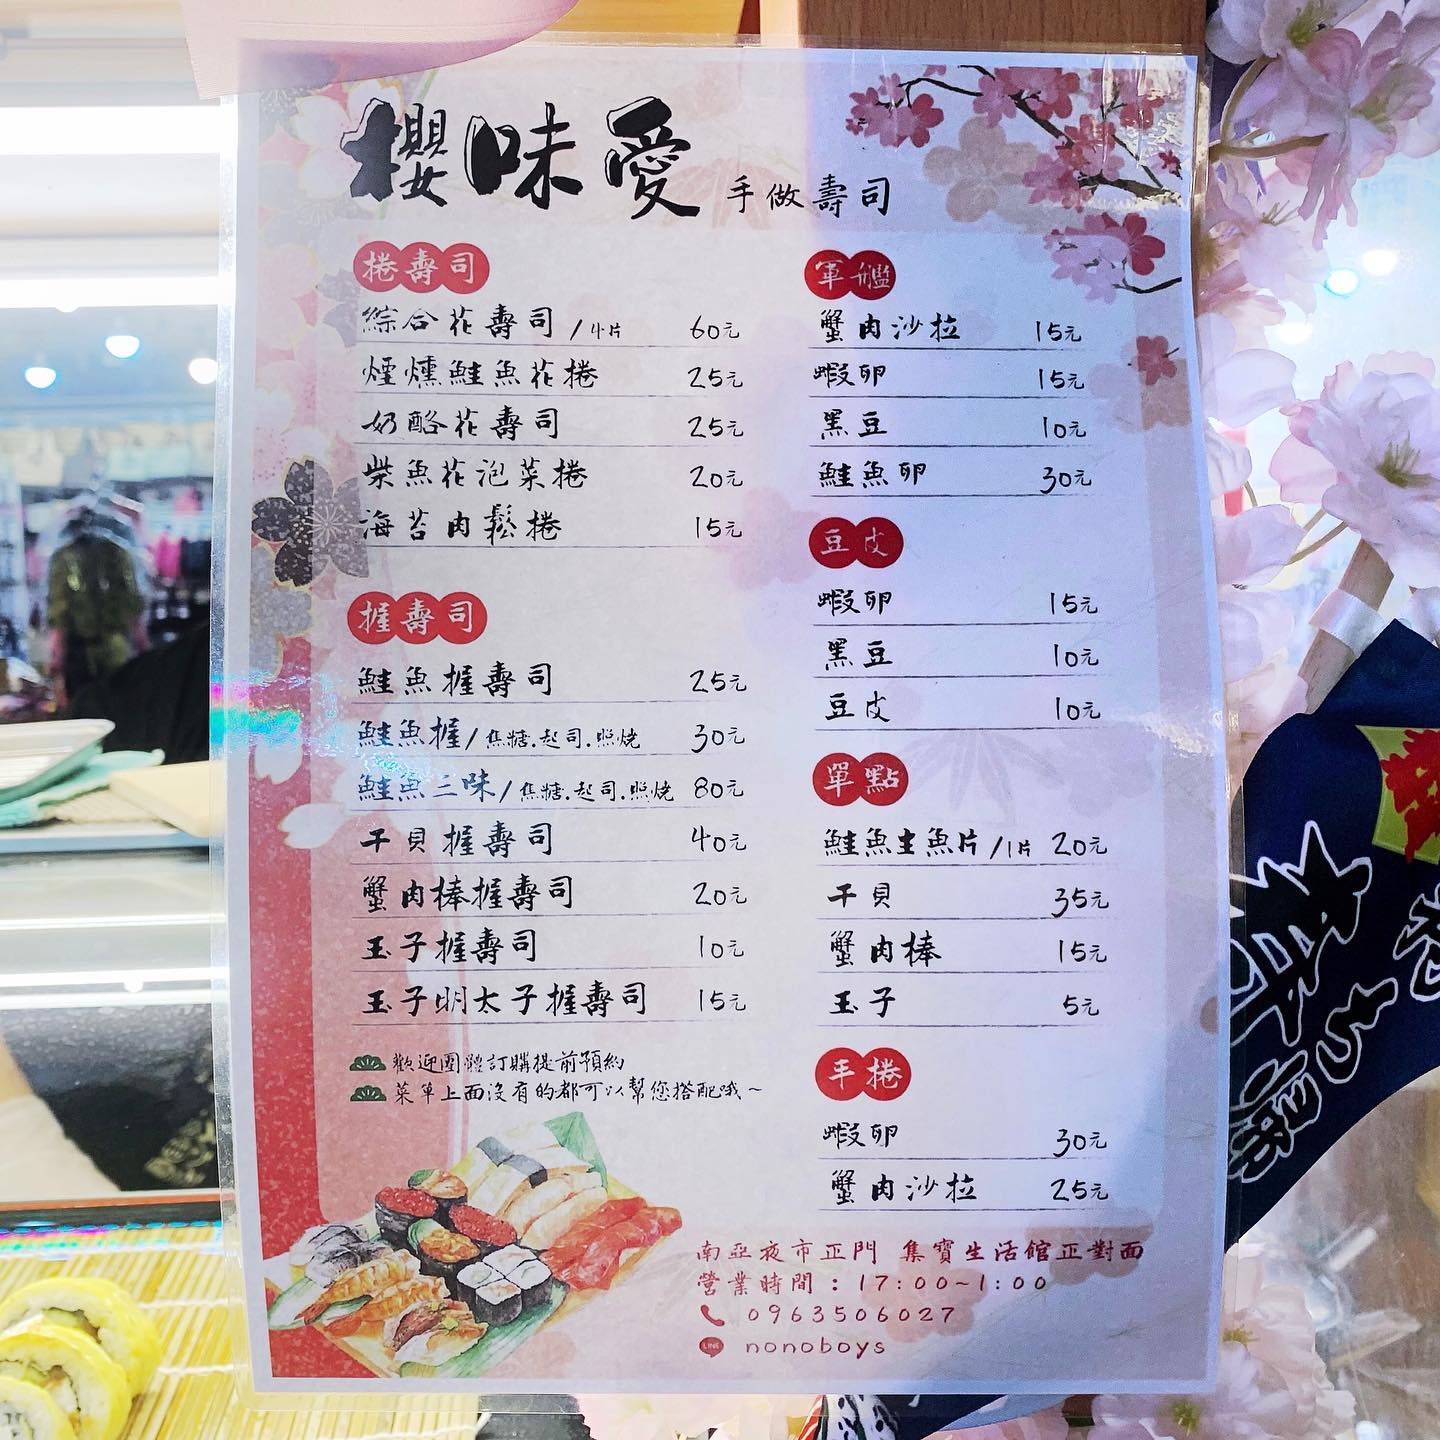 櫻味愛 手做壽司
捲壽司
綜合花壽司/4片 60元
煙燻鮭魚花捲 25元
奶酪花壽司 25元
柴魚花泡菜捲 20元
海苔肉鬆捲 15元
握壽司
鮭魚握壽司 25元
鮭魚握/焦糖.起司.照燒 30元
鮭魚三味/焦糖.起司.照燒 80元
干貝握壽司 40元
蟹肉棒握壽司 20元
玉子握壽司 10元
玉子明太子握壽司 15元
歡迎團體訂購提前預約
菜單上面沒有的都可以幫您搭配哦~
軍艦
蟹肉沙拉 15元
蝦卵 15元
黑豆 10元
鮭魚卵 30元
豆皮
蝦卵 15元
黑豆 10元
豆皮 10元
單點
鮭魚生魚片/1片 20元
干貝 35元
蟹肉棒 15元
玉子 5元
手捲
蝦卵 30元
蟹肉沙拉 25元
南亞夜市正門 集寶生活館正對面
營業時間:17:00~1:00
0963506027
LINE nonoboys